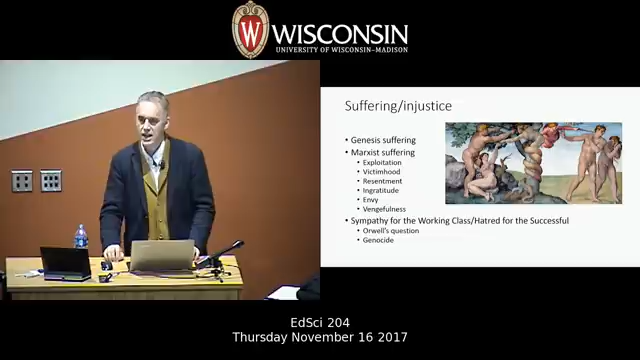 W
WISCONSIN
UNIVERSITY OF WISCONSIN–MADISON
Suffering/injustice
• Genesis suffering
• Marxist suffering
• Exploitation
• Victimhood
• Resentment
• Ingratitude
• Envy
• Vengefulness
• Sympathy for the Working Class/Hatred for the Successful
• Orwell's question
• Genocide
EdSci 204
Thursday November 16 2017